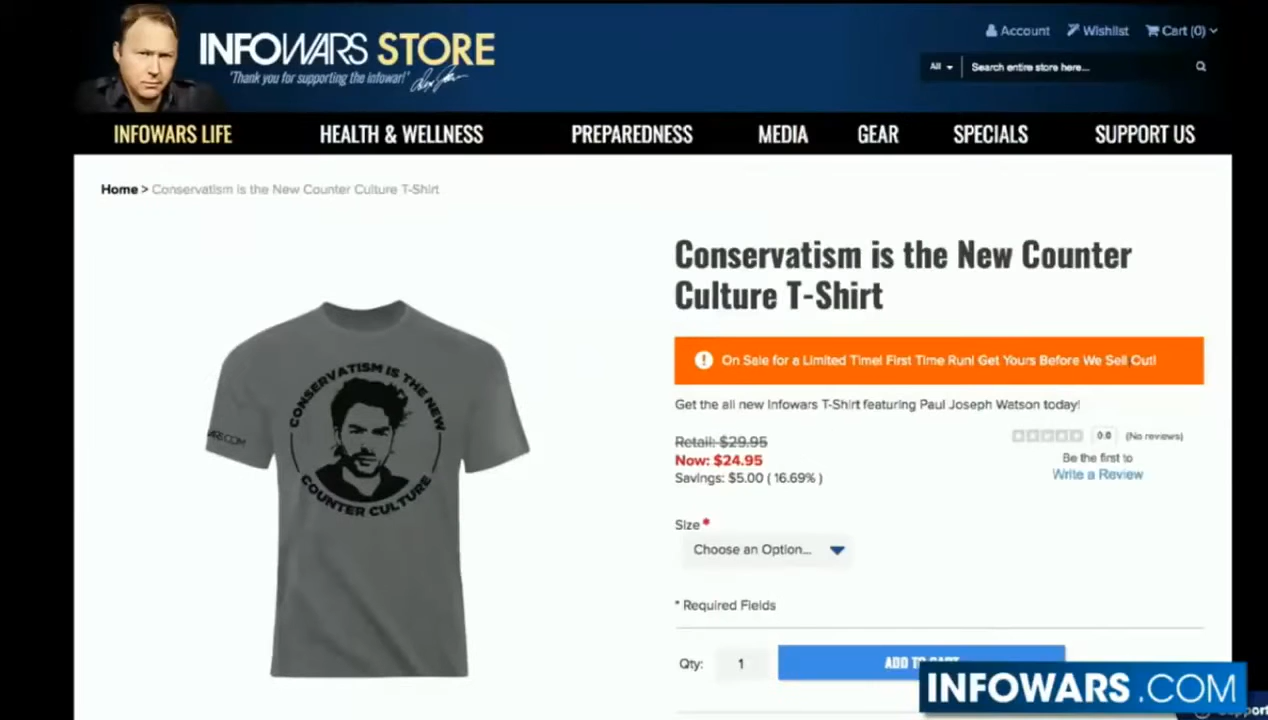 INFOWARS STORE
'Thank you for supporting the infowar!'
Account
Wishlist
Cart (0)
All
Search entire store here...
INFOWARS LIFE
HEALTH & WELLNESS
PREPAREDNESS
MEDIA
GEAR
SPECIALS
SUPPORT US
Home > Conservatism is the New Counter Culture T-Shirt
Conservatism is the New Counter
Culture T-Shirt
On Sale for a Limited Time! First Time Run! Get Yours Before We Sell Out!
Get the all new Infowars T-Shirt featuring Paul Joseph Watson today!
Retail: $29.95
Now: $24.95
Savings: $5.00 ( 16.69% )
0.0 (No reviews)
Be the first to
Write a Review
CONSERVATISM IS THE NEW
COUNTER CULTURE
WARS.COM
Size *
Choose an Option...
* Required Fields
Qty:
1
ADD TO CART
INFOWARS.COM